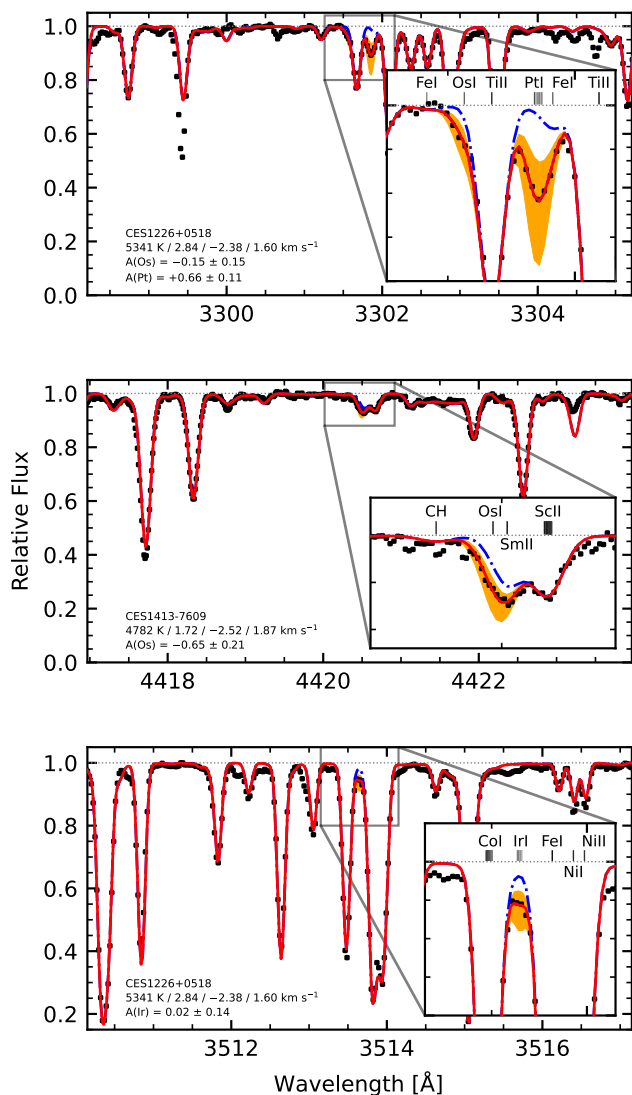 1.0
0.8
0.6
0.4
0.2
0.0
FeI OsI TiII PtI FeI TiII
CES1226+0518
5341 K / 2.84 / −2.38 / 1.60 km s⁻¹
A(Os) = −0.15 ± 0.15
A(Pt) = +0.66 ± 0.11
3300 3302 3304
Relative Flux
1.0
0.8
0.6
0.4
0.2
0.0
CH OsI ScII
SmII
CES1413-7609
4782 K / 1.72 / −2.52 / 1.87 km s⁻¹
A(Os) = −0.65 ± 0.21
4418 4420 4422
1.0
0.8
0.6
0.4
0.2
CoI IrI FeI NiII
NiI
CES1226+0518
5341 K / 2.84 / −2.38 / 1.60 km s⁻¹
A(Ir) = 0.02 ± 0.14
3512 3514 3516
Wavelength [Å]